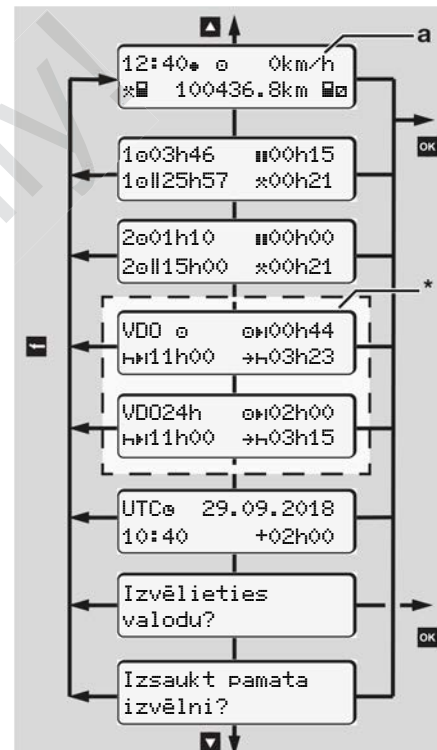 a
12:40 0km/h
100436.8km
OK
1 03h46 00h15
1 25h57 00h21
2 01h10 00h00
2 15h00 00h21
*
VDO 00h44
11h00 03h23
VDO24h 02h00
11h00 03h15
UTC 29.09.2018
10:40 +02h00
Izvēlieties
valodu?
OK
Izsaukt pamata
izvēlni?